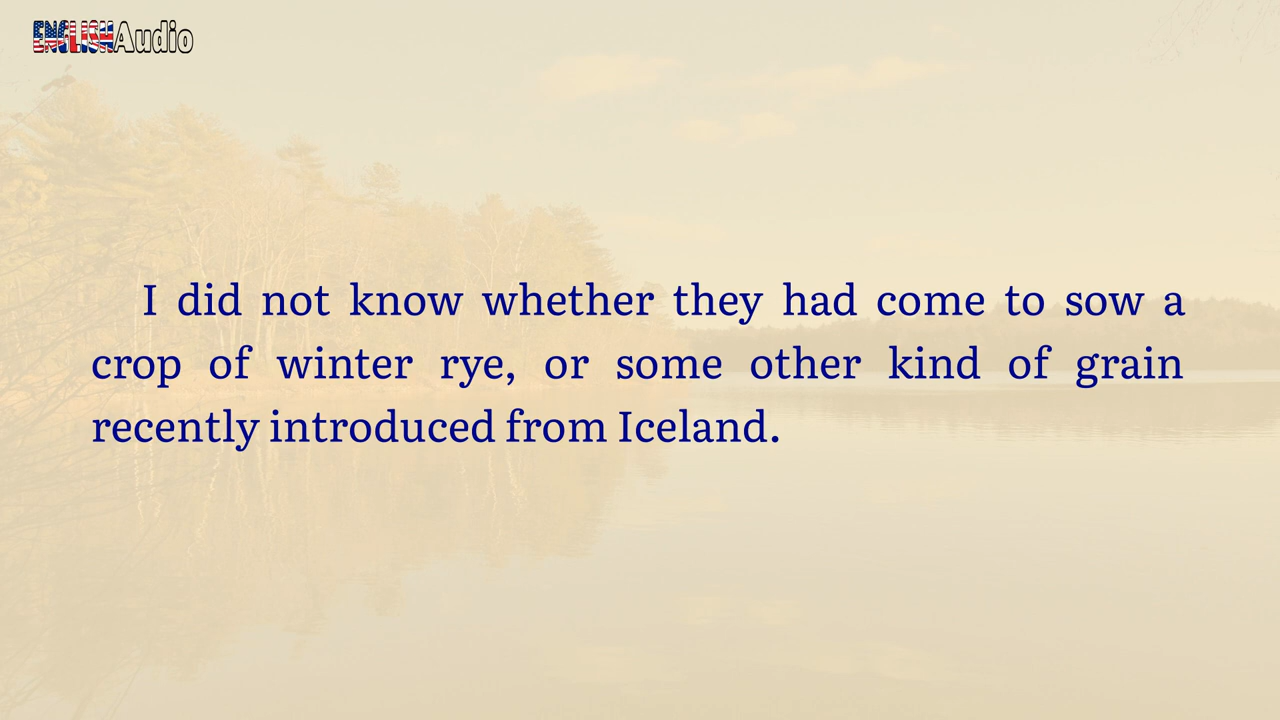 ENGLISHAudio
I did not know whether they had come to sow a
crop of winter rye, or some other kind of grain
recently introduced from Iceland.